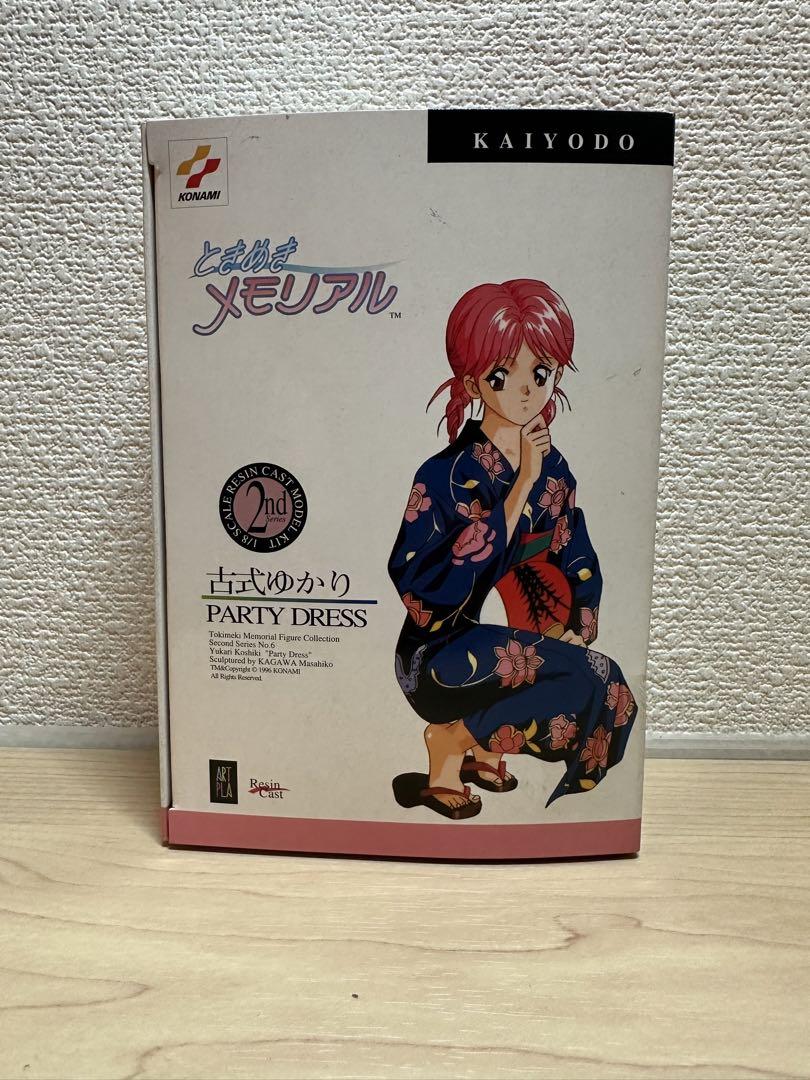 KAIYODO
KONAMI
ときめき
メモリアル
TM
1/8 SCALE RESIN CAST MODEL KIT
2nd
Series
古式ゆかり
PARTY DRESS
Tokimeki Memorial Figure Collection
Second Series No.6
Yukari Koshiki "Party Dress"
Sculptured by KAGAWA Masahiko
TM&Copyright © 1996 KONAMI
All Rights Reserved.
ART
PLA
Resin
Cast